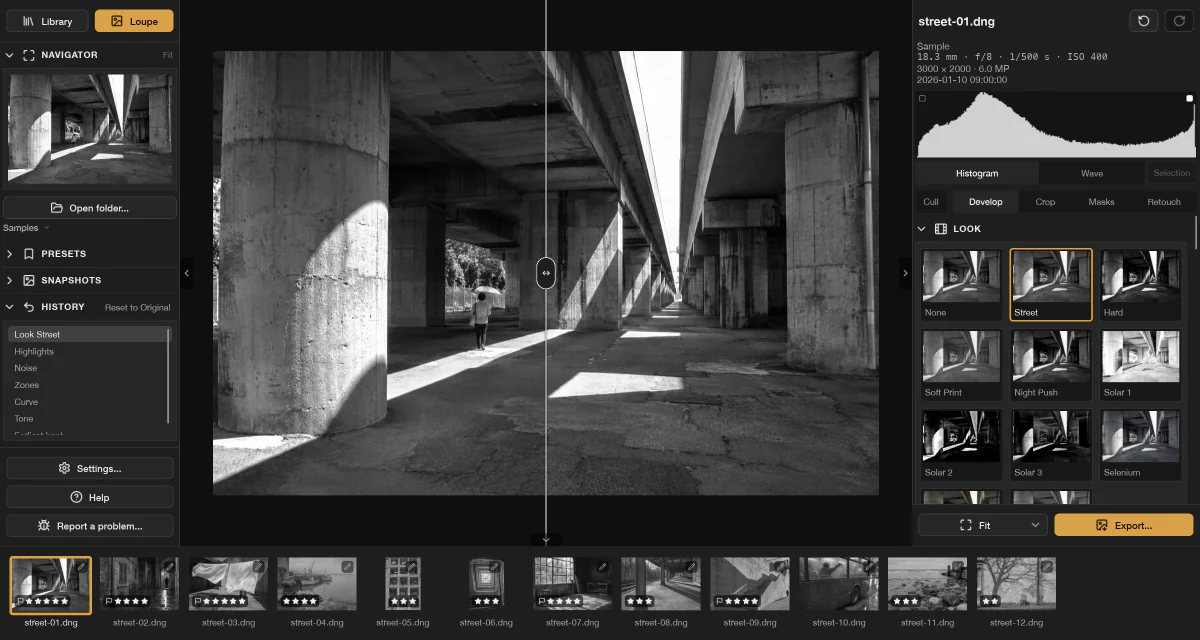 Library
Loupe
NAVIGATOR
Fit
Open folder...
Samples
PRESETS
SNAPSHOTS
HISTORY
Reset to Original
Look Street
Highlights
Noise
Zones
Curve
Tone
Settings...
Help
Report a problem...
street-01.dng
Sample
18.3 mm · f/8 · 1/500 s · ISO 400
3000 × 2000 · 6.0 MP
2026-01-10 09:00:00
Histogram
Wave
Selection
Cull
Develop
Crop
Masks
Retouch
LOOK
None
Street
Hard
Soft Print
Night Push
Solar 1
Solar 2
Solar 3
Selenium
Fit
Export...
street-01.dng
street-02.dng
street-03.dng
street-04.dng
street-05.dng
street-06.dng
street-07.dng
street-08.dng
street-09.dng
street-10.dng
street-11.dng
street-12.dng